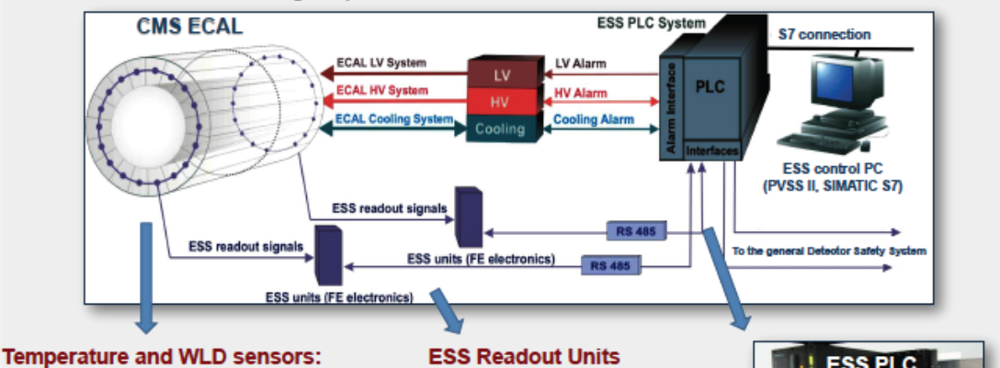 CMS ECAL
ESS PLC System
S7 connection
ECAL LV System
LV
LV Alarm
ECAL HV System
HV
HV Alarm
ECAL Cooling System
Cooling
Cooling Alarm
Alarm Interface
PLC
Interfaces
ESS control PC
(PVSS II, SIMATIC S7)
ESS readout signals
RS 485
ESS units (FE electronics)
To the general Detector Safety System
ESS readout signals
RS 485
ESS units (FE electronics)
Temperature and WLD sensors:
ESS Readout Units
ESS PLC